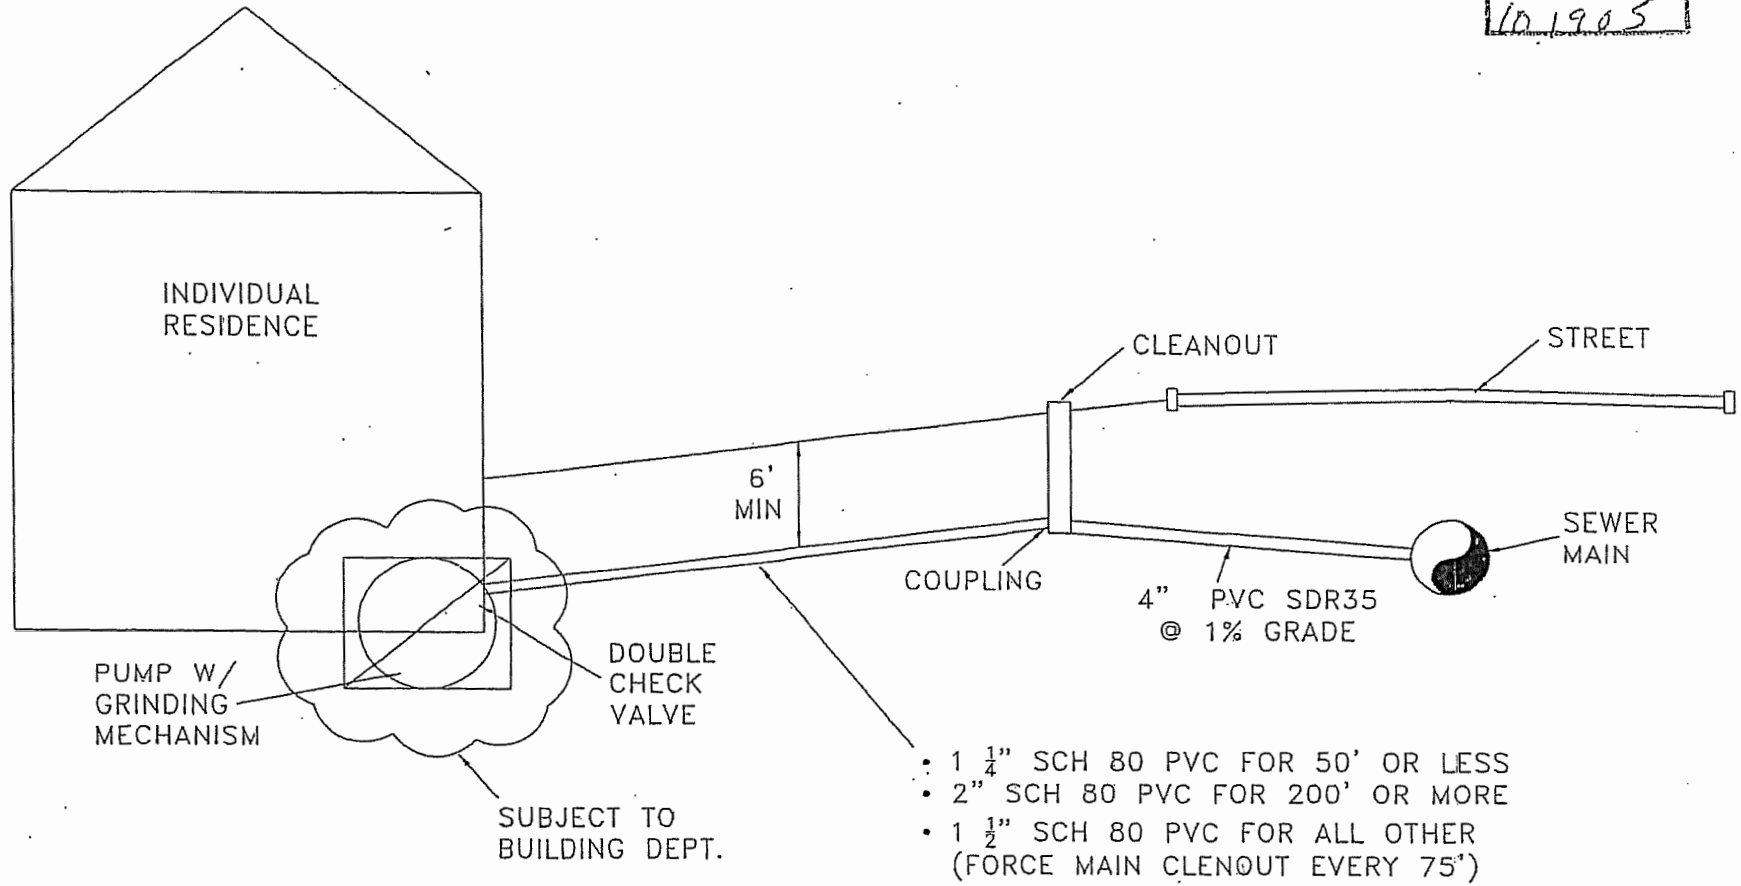 in 1905
INDIVIDUAL
RESIDENCE
CLEANOUT
STREET
6'
MIN
SEWER
MAIN
COUPLING
4" PVC SDR35
@ 1% GRADE
DOUBLE
CHECK
VALVE
PUMP W/
GRINDING
MECHANISM
• 1 1/4" SCH 80 PVC FOR 50' OR LESS
• 2" SCH 80 PVC FOR 200' OR MORE
• 1 1/2" SCH 80 PVC FOR ALL OTHER
(FORCE MAIN CLENOUT EVERY 75')
SUBJECT TO
BUILDING DEPT.